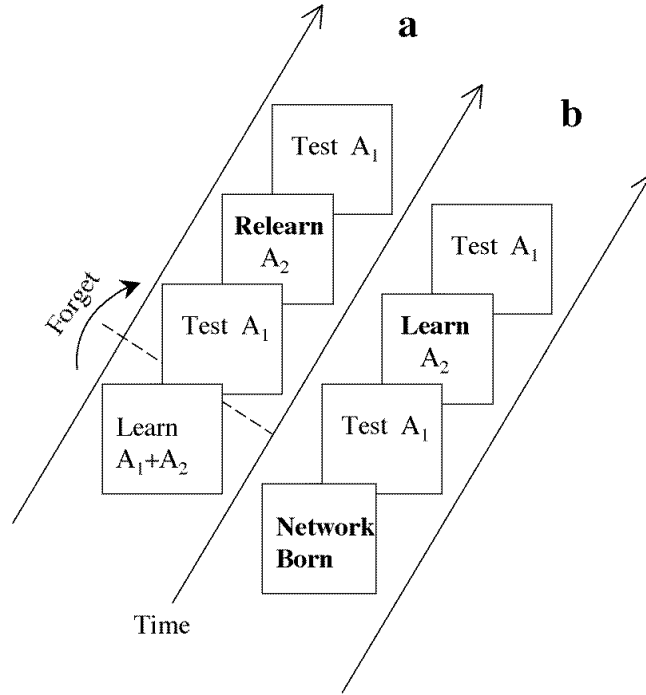 a
Test A₁
b
Relearn
A₂
Test A₁
Forget
Test A₁
Learn
A₂
Learn
A₁+A₂
Test A₁
Network
Born
Time